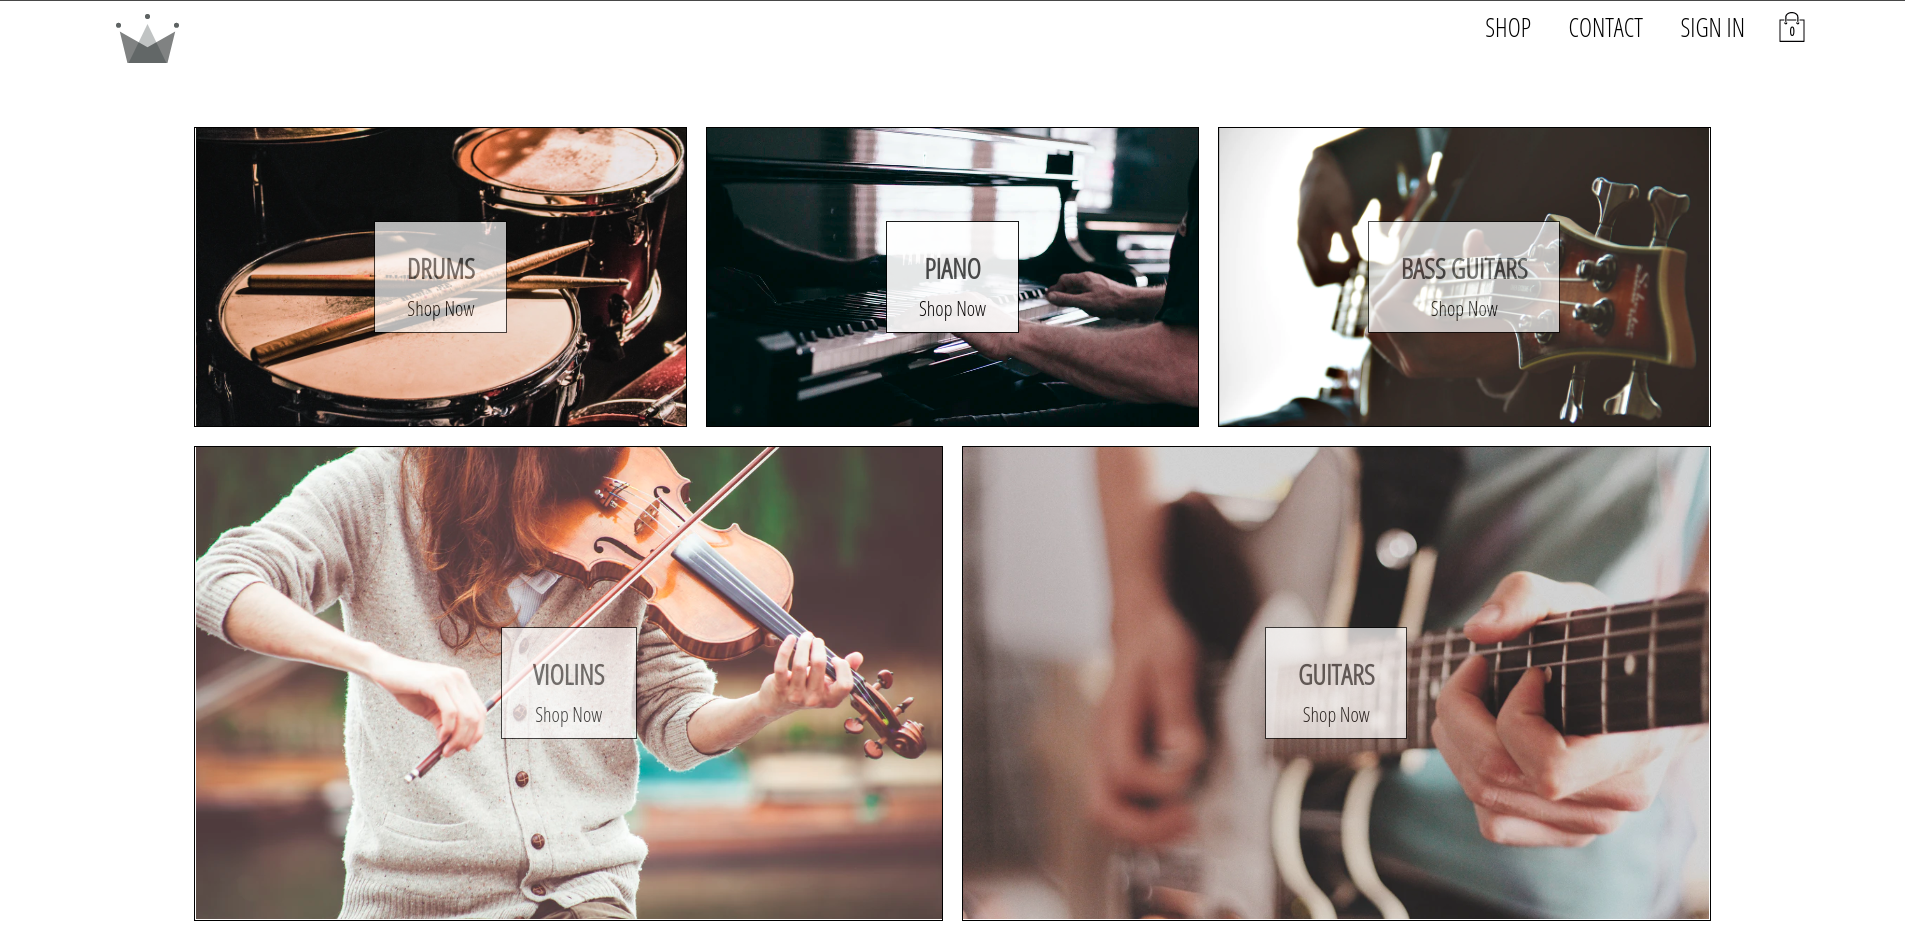 SHOP CONTACT SIGN IN 0
DRUMS
Shop Now
PIANO
Shop Now
BASS GUITARS
Shop Now
VIOLINS
Shop Now
GUITARS
Shop Now